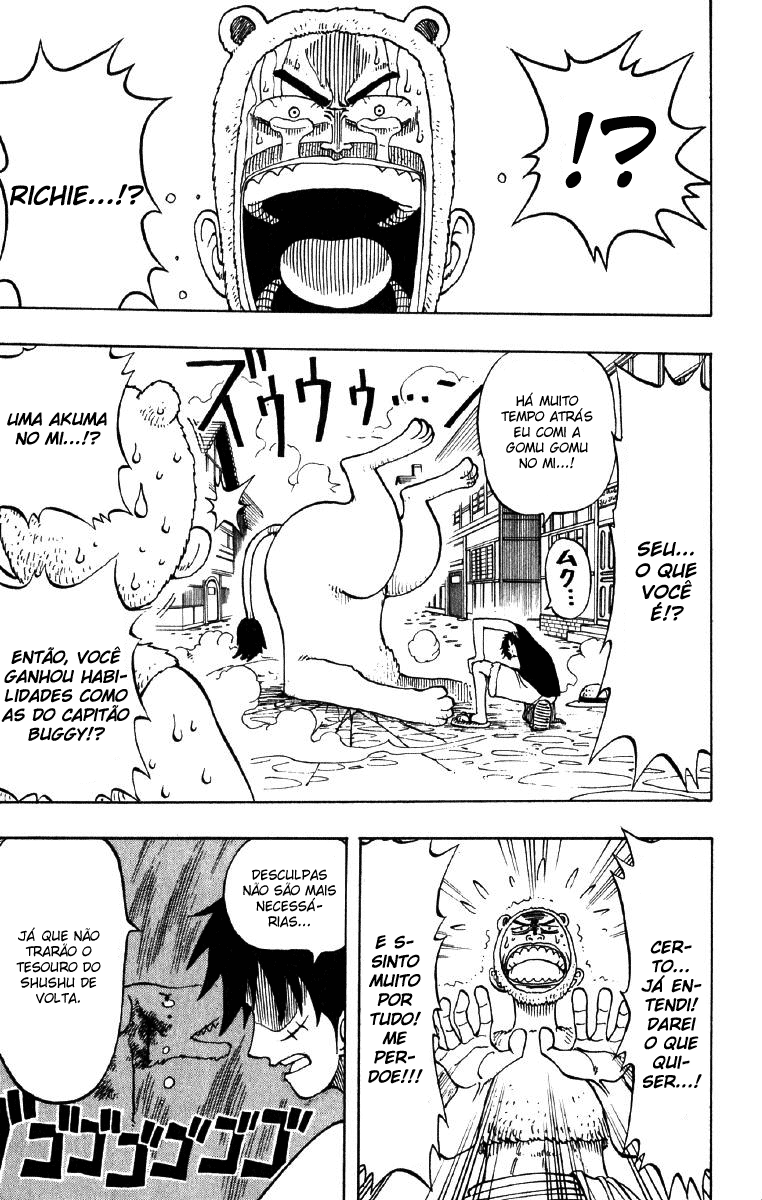 !?
RICHIE...!?
HÁ MUITO
TEMPO ATRÁS
EU COMI A
GOMU GOMU
NO MI...!
ズゥゥゥ…ン
ムク…
SEU...
O QUE
VOCÊ
É!?
UMA AKUMA
NO MI...!?
ENTÃO, VOCÊ
GANHOU HABI-
LIDADES COMO
AS DO CAPITÃO
BUGGY!?
CER-
TO...
JÁ EN-
TENDI!
DAREI
O QUE
QUI-
SER...!
E S-
SINTO
MUITO
POR
TUDO!
ME
PER-
DOE!!!
DESCULPAS
NÃO SÃO MAIS
NECESSÁ-
RIAS...
JÁ QUE NÃO
TRARÃO O
TESOURO DO
SHUSHU DE
VOLTA.
ゴゴゴゴゴゴ